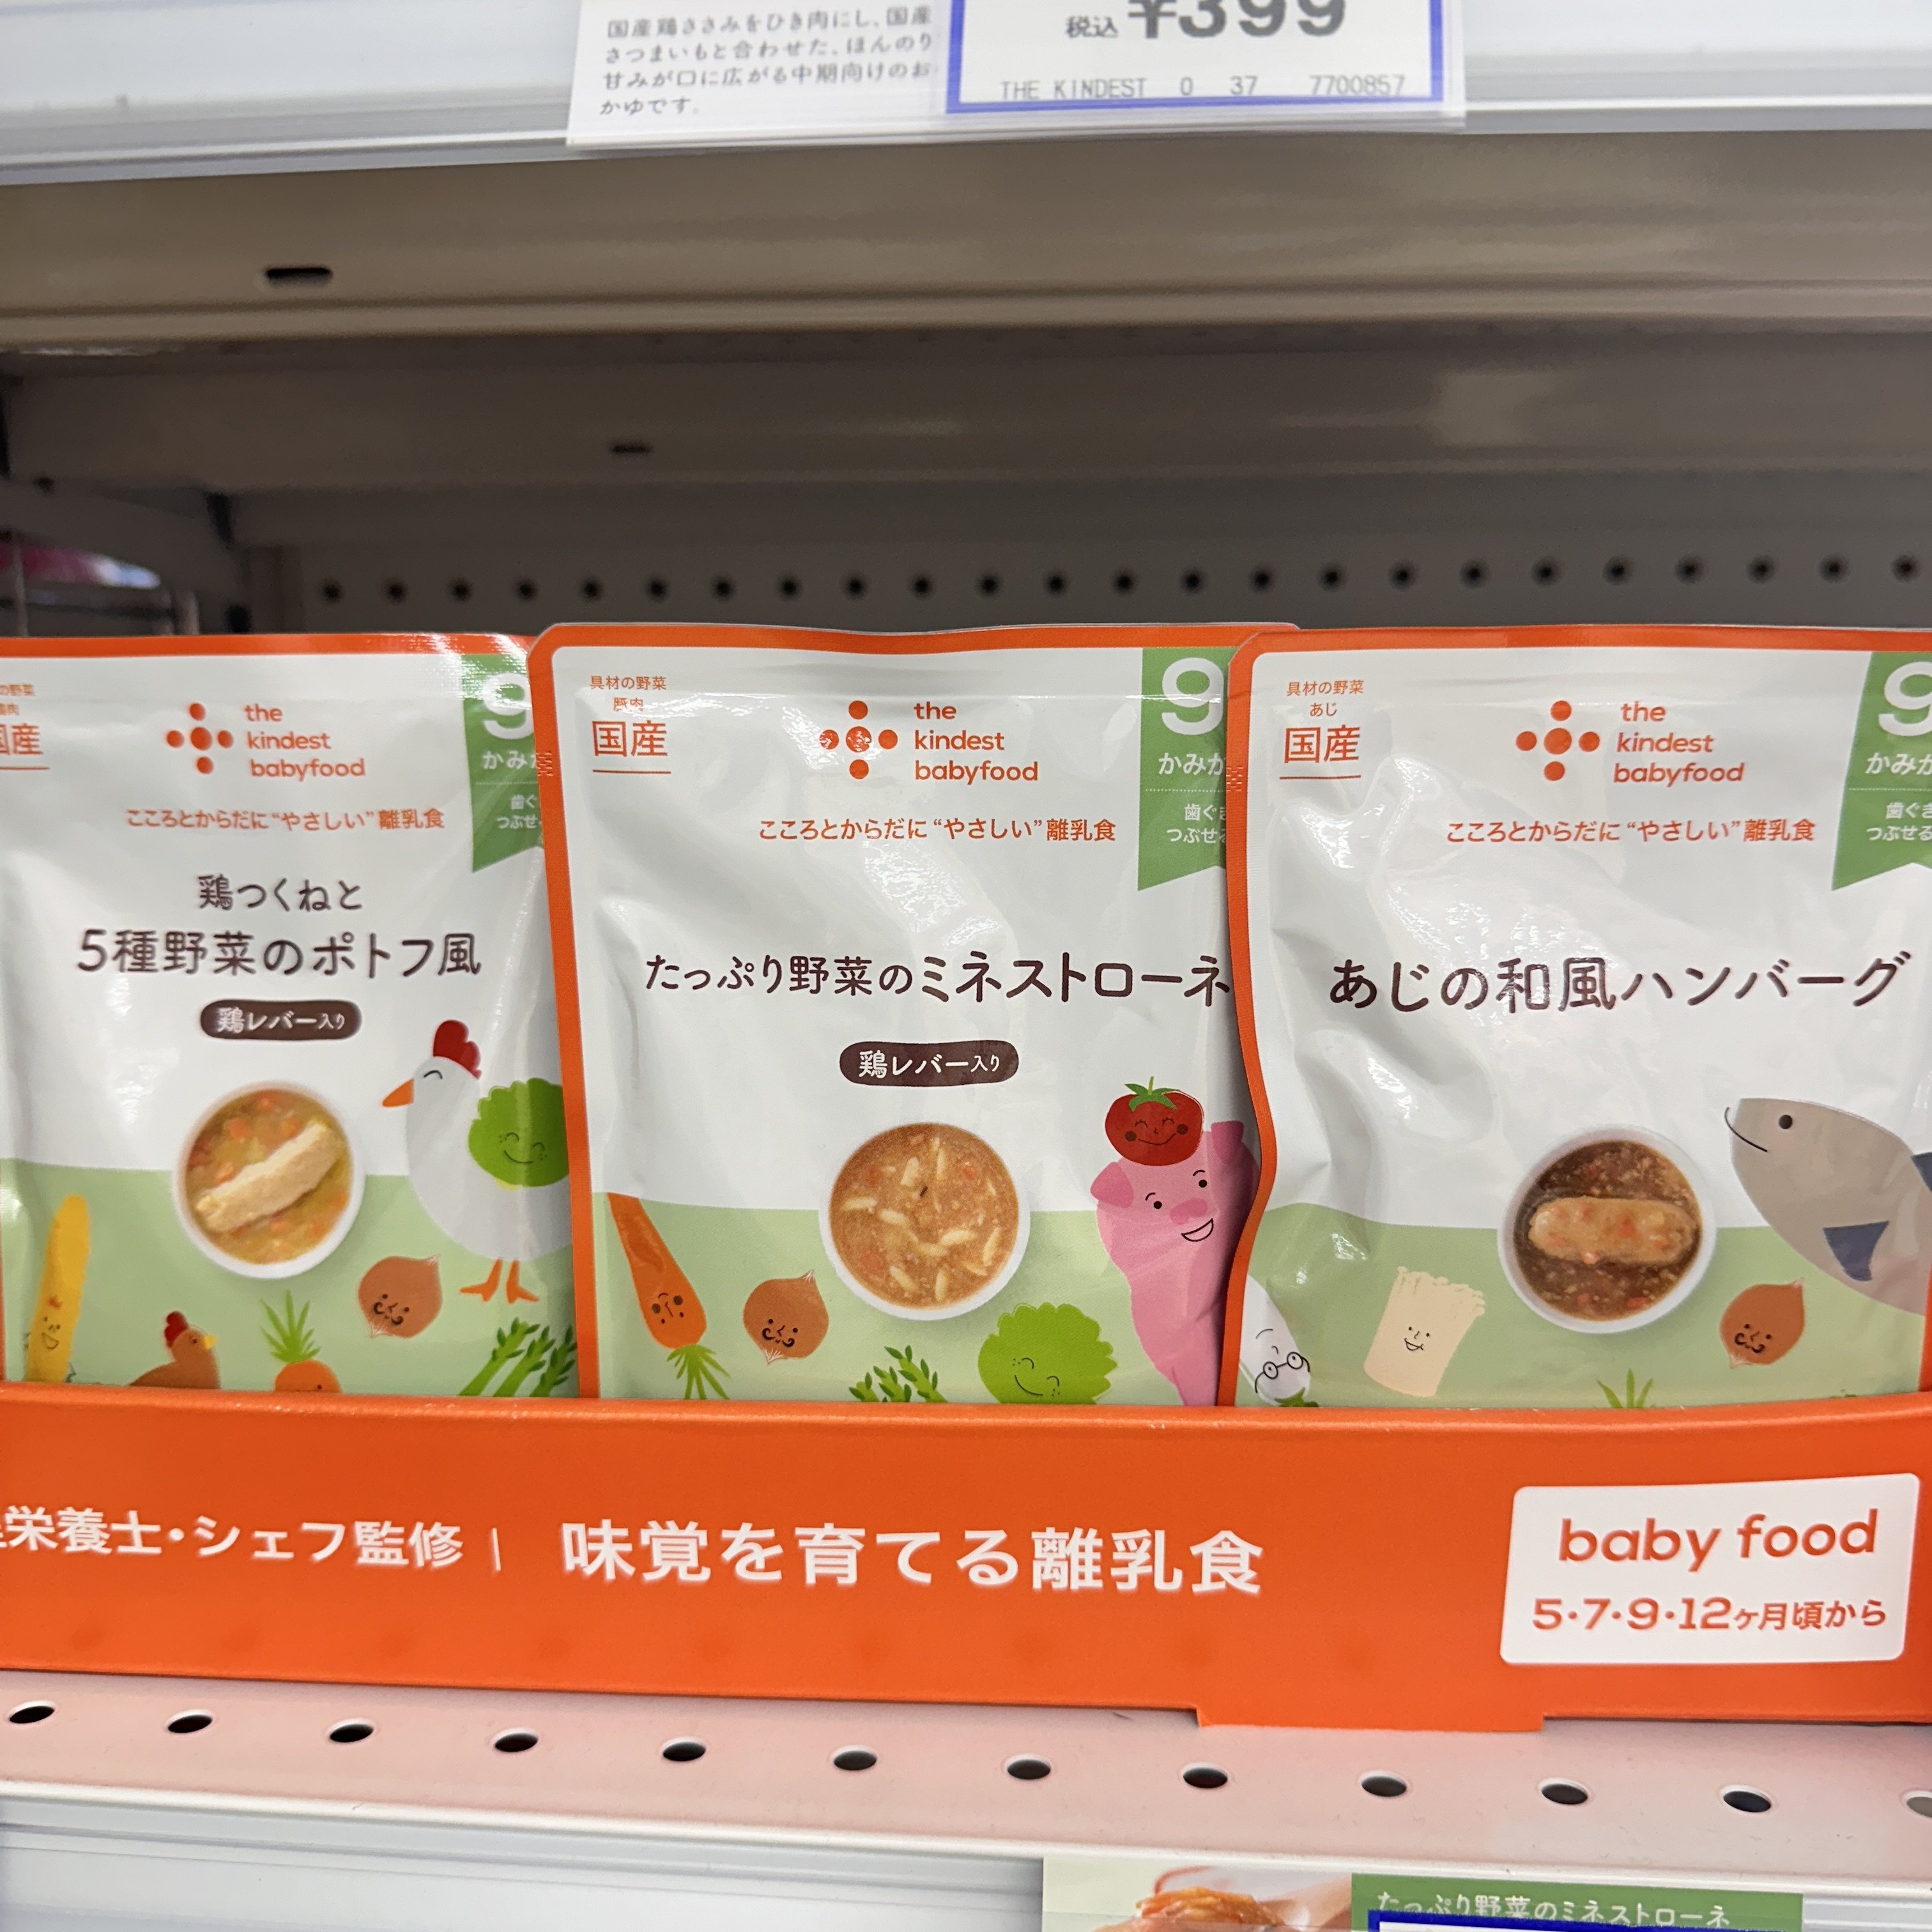 国産鶏ささみをひき肉にし、国産
さつまいもと合わせた、ほんのり
甘みが口に広がる中期向けのお
かゆです。
税込 ¥399
THE KINDEST 0 37 7700857
の野菜
国産
the
kindest
babyfood
9
かみ
歯ぐ
つぶせ
こころとからだに“やさしい”離乳食
鶏つくねと
5種野菜のポトフ風
鶏レバー入り
具材の野菜
豚肉
国産
the
kindest
babyfood
9
かみ
歯ぐ
つぶせ
こころとからだに“やさしい”離乳食
たっぷり野菜のミネストローネ
鶏レバー入り
具材の野菜
あじ
国産
the
kindest
babyfood
9
かみ
歯ぐ
つぶせ
こころとからだに“やさしい”離乳食
あじの和風ハンバーグ
栄養士・シェフ監修 | 味覚を育てる離乳食
baby food
5・7・9・12ヶ月頃から
たっぷり野菜のミネストローネ